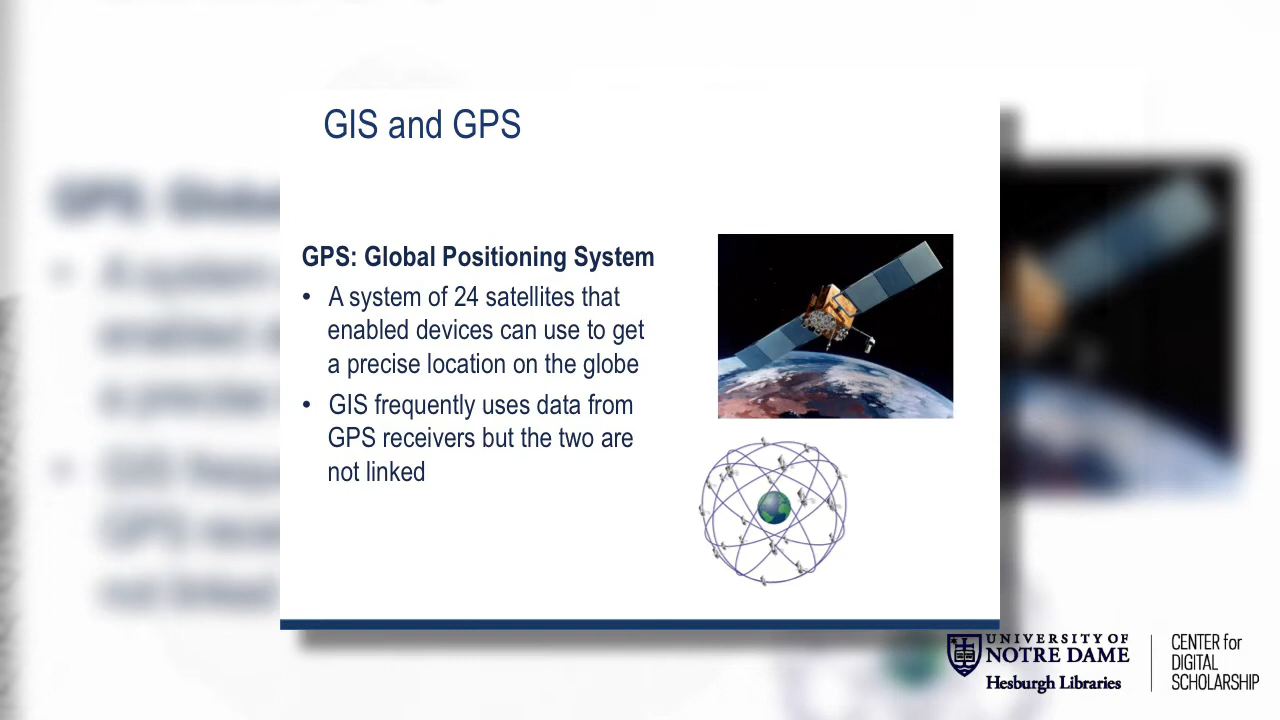 GIS and GPS
GPS: Global Positioning System
• A system of 24 satellites that
enabled devices can use to get
a precise location on the globe
• GIS frequently uses data from
GPS receivers but the two are
not linked
UNIVERSITY OF
NOTRE DAME
Hesburgh Libraries
CENTER for
DIGITAL
SCHOLARSHIP